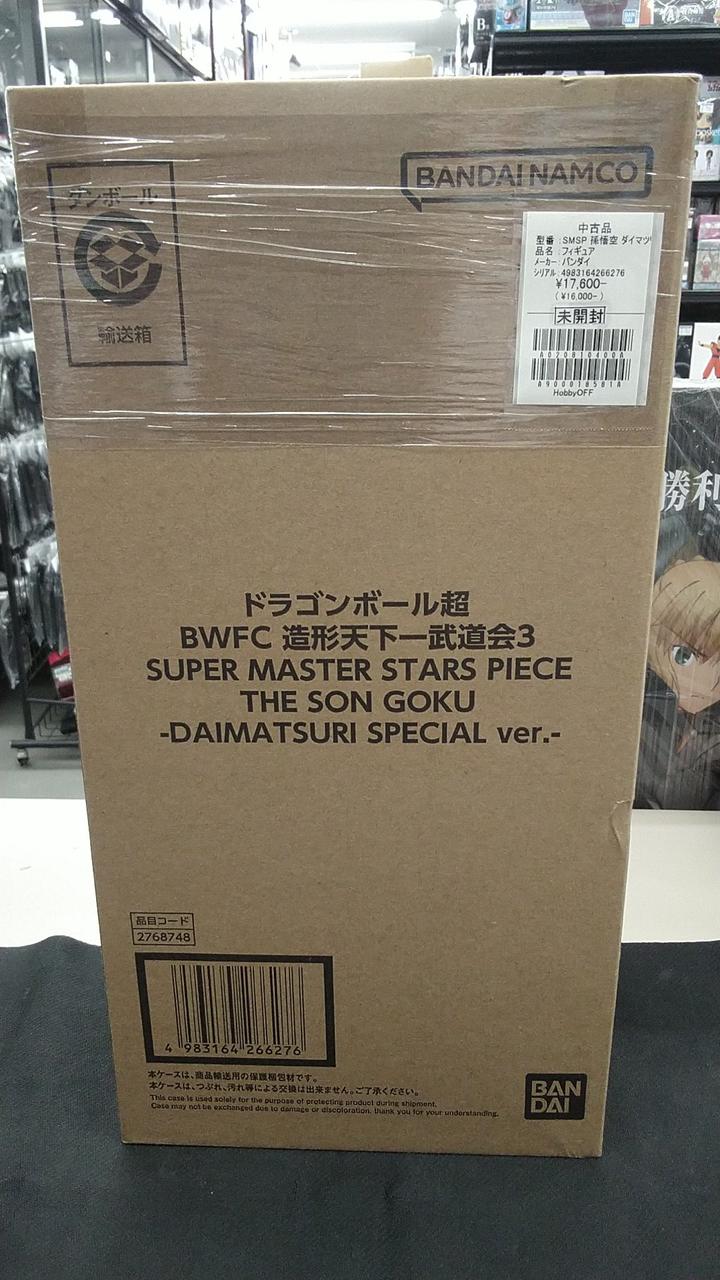 BANDAI NAMCO
ダンボール
輸送箱
中古品
型番 :SMSP 孫悟空 ダイマツ
品名 :フィギュア
メーカー:バンダイ
シリアル:4983164266276
¥17,600-
(¥16,000-)
未開封
A020810400A
A900018581A
HobbyOFF
勝利
ドラゴンボール超
BWFC 造形天下一武道会3
SUPER MASTER STARS PIECE
THE SON GOKU
-DAIMATSURI SPECIAL ver.-
品目コード
2768748
4 983164 266276
本ケースは、商品輸送用の保護梱包材です。
本ケースは、つぶれ、汚れ等による交換は出来ません。ご了承ください。
This case is used solely for the purpose of protecting product during shipment.
Case may not be exchanged due to damage or discoloration. thank you for your understanding.
BAN
DAI